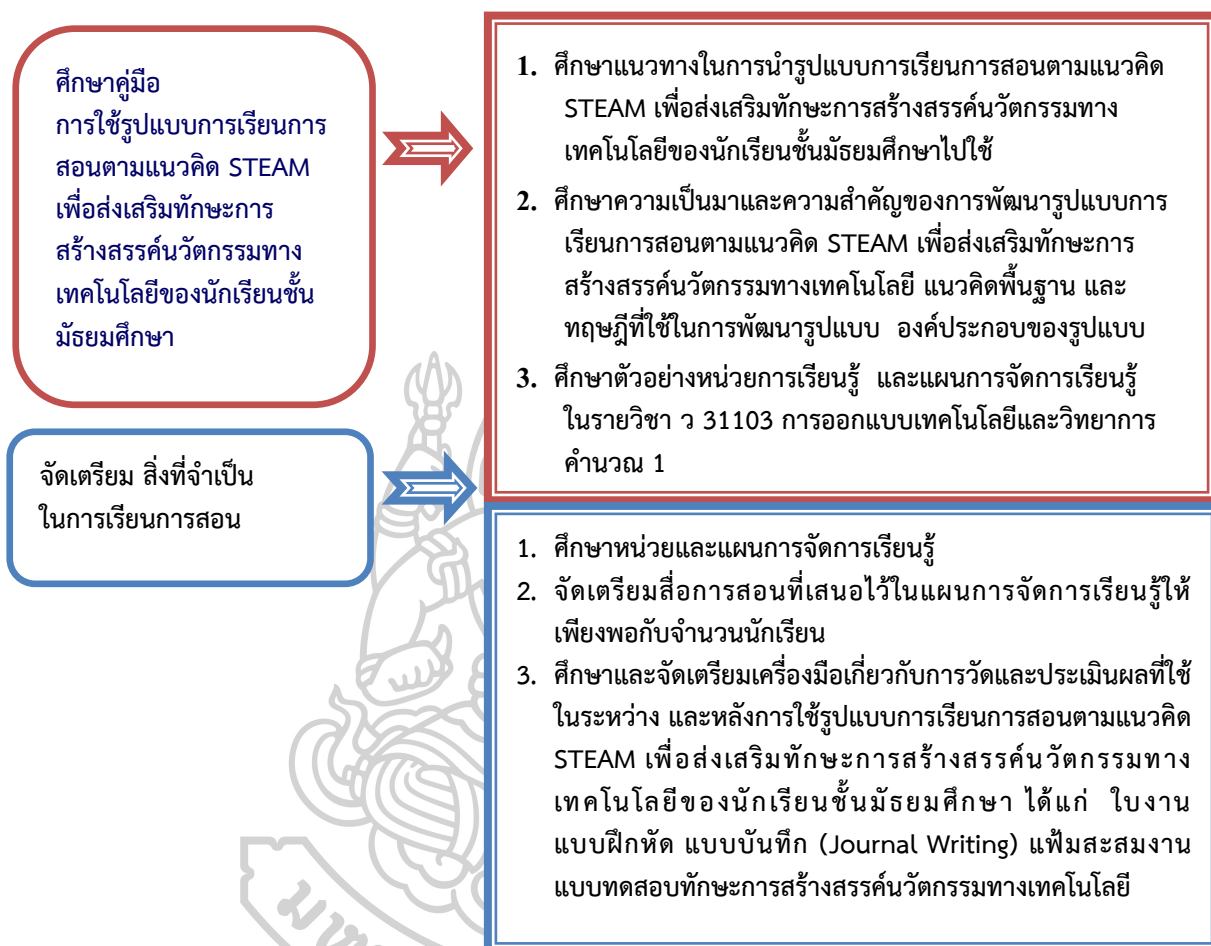 ศึกษาคู่มือ
การใช้รูปแบบการเรียนการ
สอนตามแนวคิด STEAM
เพื่อส่งเสริมทักษะการ
สร้างสรรค์นวัตกรรมทาง
เทคโนโลยีของนักเรียนชั้น
มัธยมศึกษา
1. ศึกษาแนวทางในการนำรูปแบบการเรียนการสอนตามแนวคิด
STEAM เพื่อส่งเสริมทักษะการสร้างสรรค์นวัตกรรมทาง
เทคโนโลยีของนักเรียนชั้นมัธยมศึกษาไปใช้
2. ศึกษาความเป็นมาและความสำคัญของการพัฒนารูปแบบการ
เรียนการสอนตามแนวคิด STEAM เพื่อส่งเสริมทักษะการ
สร้างสรรค์นวัตกรรมทางเทคโนโลยี แนวคิดพื้นฐาน และ
ทฤษฎีที่ใช้ในการพัฒนารูปแบบ องค์ประกอบของรูปแบบ
3. ศึกษาตัวอย่างหน่วยการเรียนรู้ และแผนการจัดการเรียนรู้
ในรายวิชา ว 31103 การออกแบบเทคโนโลยีและวิทยาการ
คำนวณ 1
จัดเตรียม สิ่งที่จำเป็น
ในการเรียนการสอน
1. ศึกษาหน่วยและแผนการจัดการเรียนรู้
2. จัดเตรียมสื่อการสอนที่เสนอไว้ในแผนการจัดการเรียนรู้ให้
เพียงพอกับจำนวนนักเรียน
3. ศึกษาและจัดเตรียมเครื่องมือเกี่ยวกับการวัดและประเมินผลที่ใช้
ในระหว่าง และหลังการใช้รูปแบบการเรียนการสอนตามแนวคิด
STEAM เพื่อส่งเสริมทักษะการสร้างสรรค์นวัตกรรมทาง
เทคโนโลยีของนักเรียนชั้นมัธยมศึกษา ได้แก่ ใบงาน
แบบฝึกหัด แบบบันทึก (Journal Writing) แฟ้มสะสมงาน
แบบทดสอบทักษะการสร้างสรรค์นวัตกรรมทางเทคโนโลยี